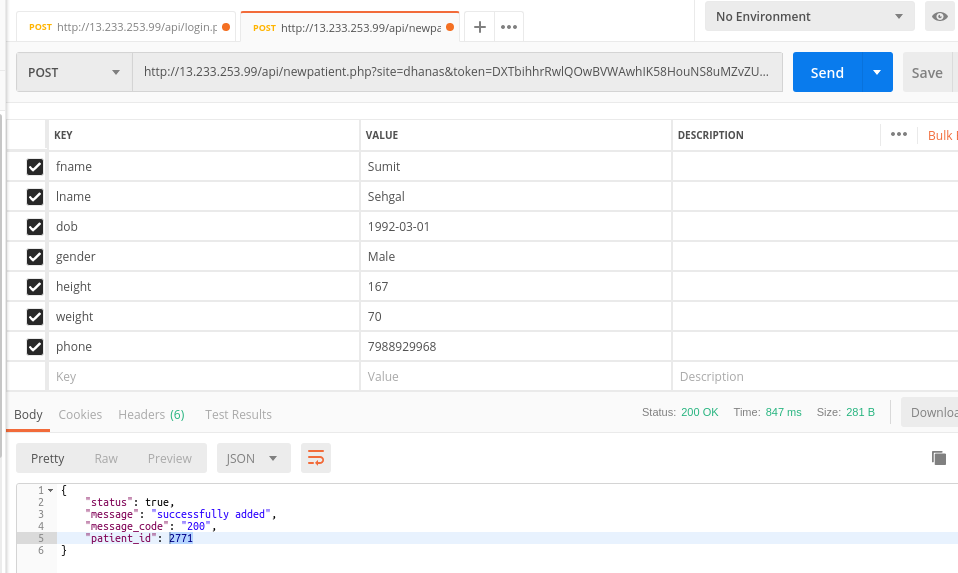 POST http://13.233.253.99/api/login.p
POST http://13.233.253.99/api/newpa
No Environment
POST http://13.233.253.99/api/newpatient.php?site=dhanas&token=DXTbihhrRwlQOwBVWAwhIK58HouNS8uMZvZU...
Send Save
KEY VALUE DESCRIPTION Bulk
fname Sumit
lname Sehgal
dob 1992-03-01
gender Male
height 167
weight 70
phone 7988929968
Key Value Description
Body Cookies Headers (6) Test Results Status: 200 OK Time: 847 ms Size: 281 B Downloa
Pretty Raw Preview JSON
1 {
2 "status": true,
3 "message": "successfully added",
4 "message_code": "200",
5 "patient_id": 2771
6 }